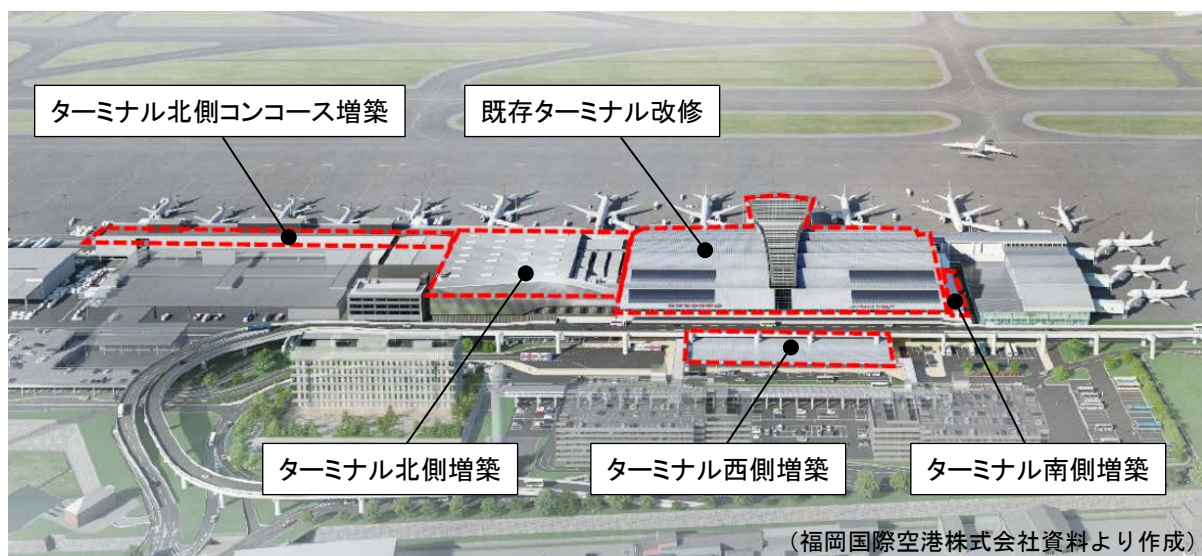 ターミナル北側コンコース増築
既存ターミナル改修
ターミナル北側増築
ターミナル西側増築
ターミナル南側増築
(福岡国際空港株式会社資料より作成)